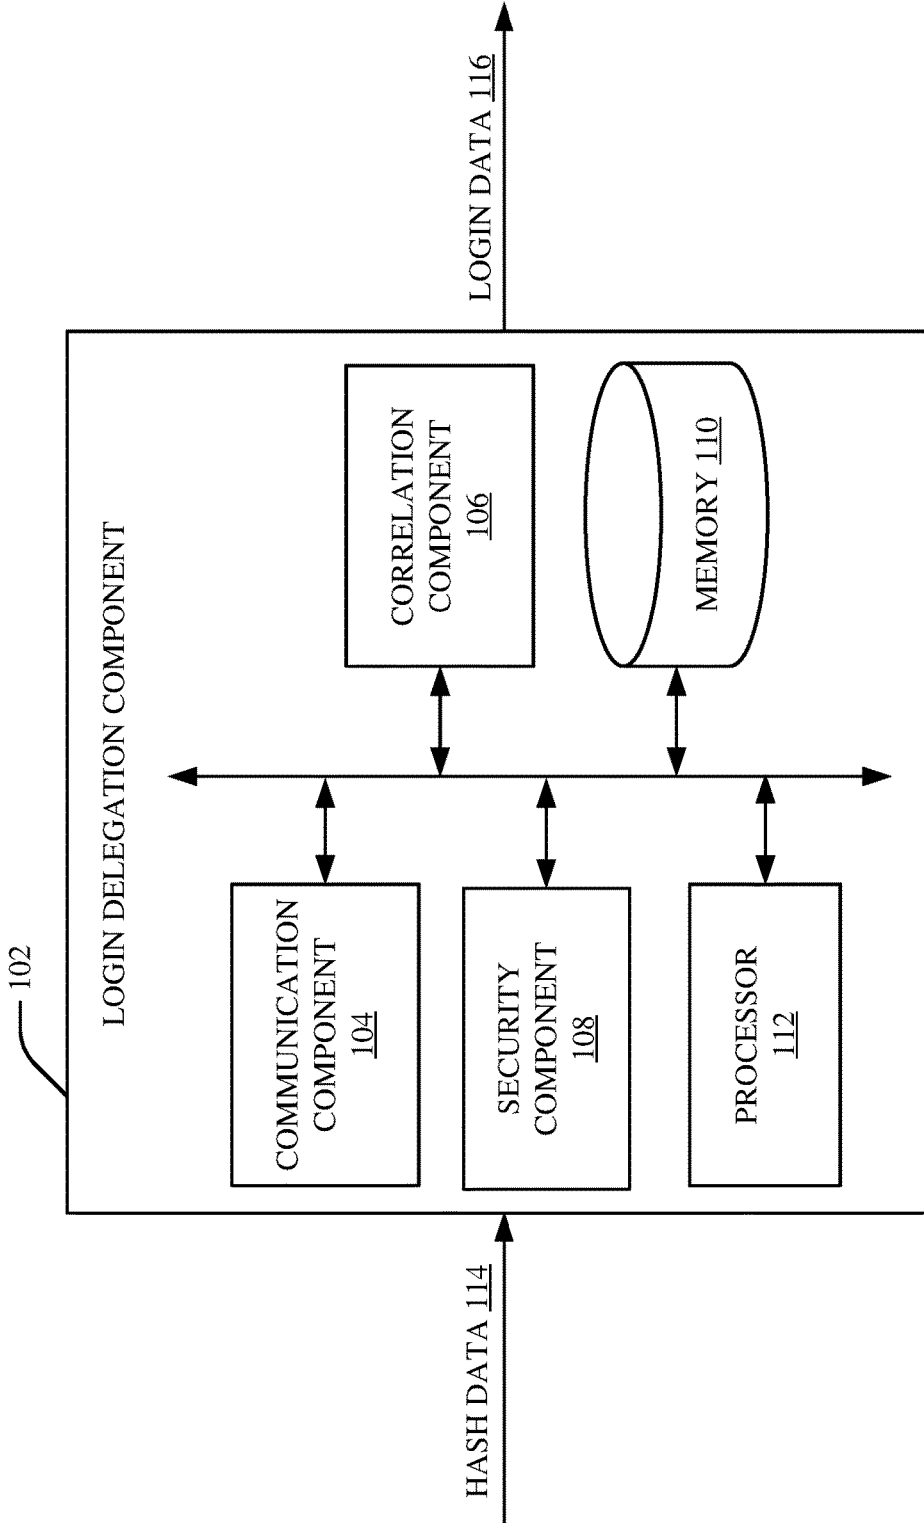 102
LOGIN DELEGATION COMPONENT
HASH DATA 114
COMMUNICATION
COMPONENT
104
SECURITY
COMPONENT
108
PROCESSOR
112
CORRELATION
COMPONENT
106
MEMORY 110
LOGIN DATA 116